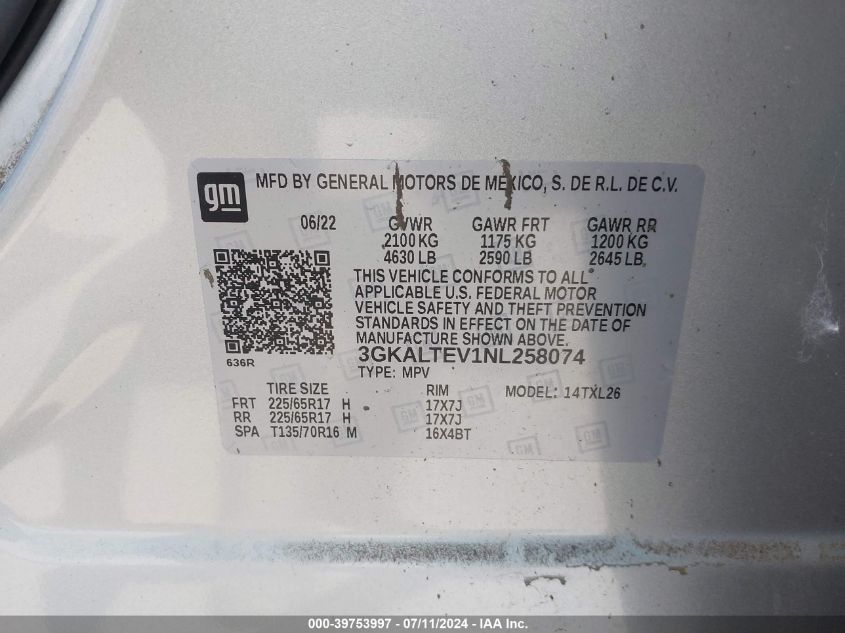 gm MFD BY GENERAL MOTORS DE MEXICO, S. DE R.L. DE C.V.
06/22 GVWR GAWR FRT GAWR RR
2100 KG 1175 KG 1200 KG
4630 LB 2590 LB 2645 LB
THIS VEHICLE CONFORMS TO ALL
APPLICABLE U.S. FEDERAL MOTOR
VEHICLE SAFETY AND THEFT PREVENTION
STANDARDS IN EFFECT ON THE DATE OF
MANUFACTURE SHOWN ABOVE.
636R 3GKALTEV1NL258074
TYPE: MPV
TIRE SIZE RIM MODEL: 14TXL26
FRT 225/65R17 H 17X7J
RR 225/65R17 H 17X7J
SPA T135/70R16 M 16X4BT
000-39753997 - 07/11/2024 - IAA Inc.